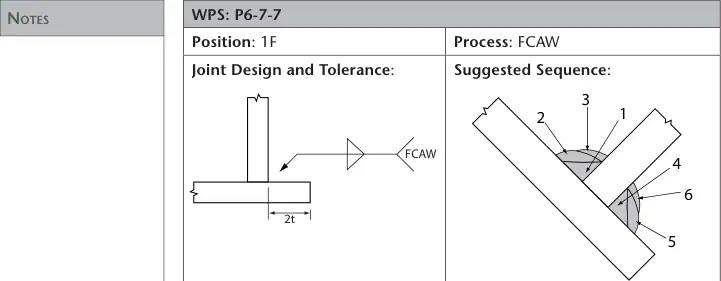 NOTES
WPS: P6-7-7
Position: 1F
Process: FCAW
Joint Design and Tolerance:
Suggested Sequence:
FCAW
2t
3
2
1
4
6
5